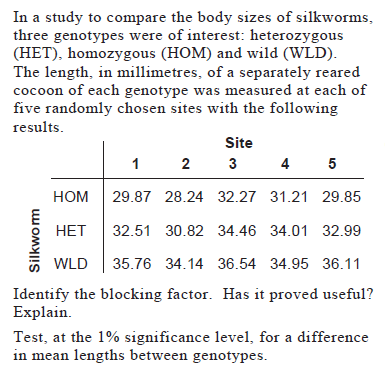 In a study to compare the body sizes of silkworms,
three genotypes were of interest: heterozygous
(HET), homozygous (HOM) and wild (WLD).
The length, in millimetres, of a separately reared
cocoon of each genotype was measured at each of
five randomly chosen sites with the following
results.
Site
1 2 3 4 5
Silkworm
HOM 29.87 28.24 32.27 31.21 29.85
HET 32.51 30.82 34.46 34.01 32.99
WLD 35.76 34.14 36.54 34.95 36.11
Identify the blocking factor. Has it proved useful?
Explain.
Test, at the 1% significance level, for a difference
in mean lengths between genotypes.